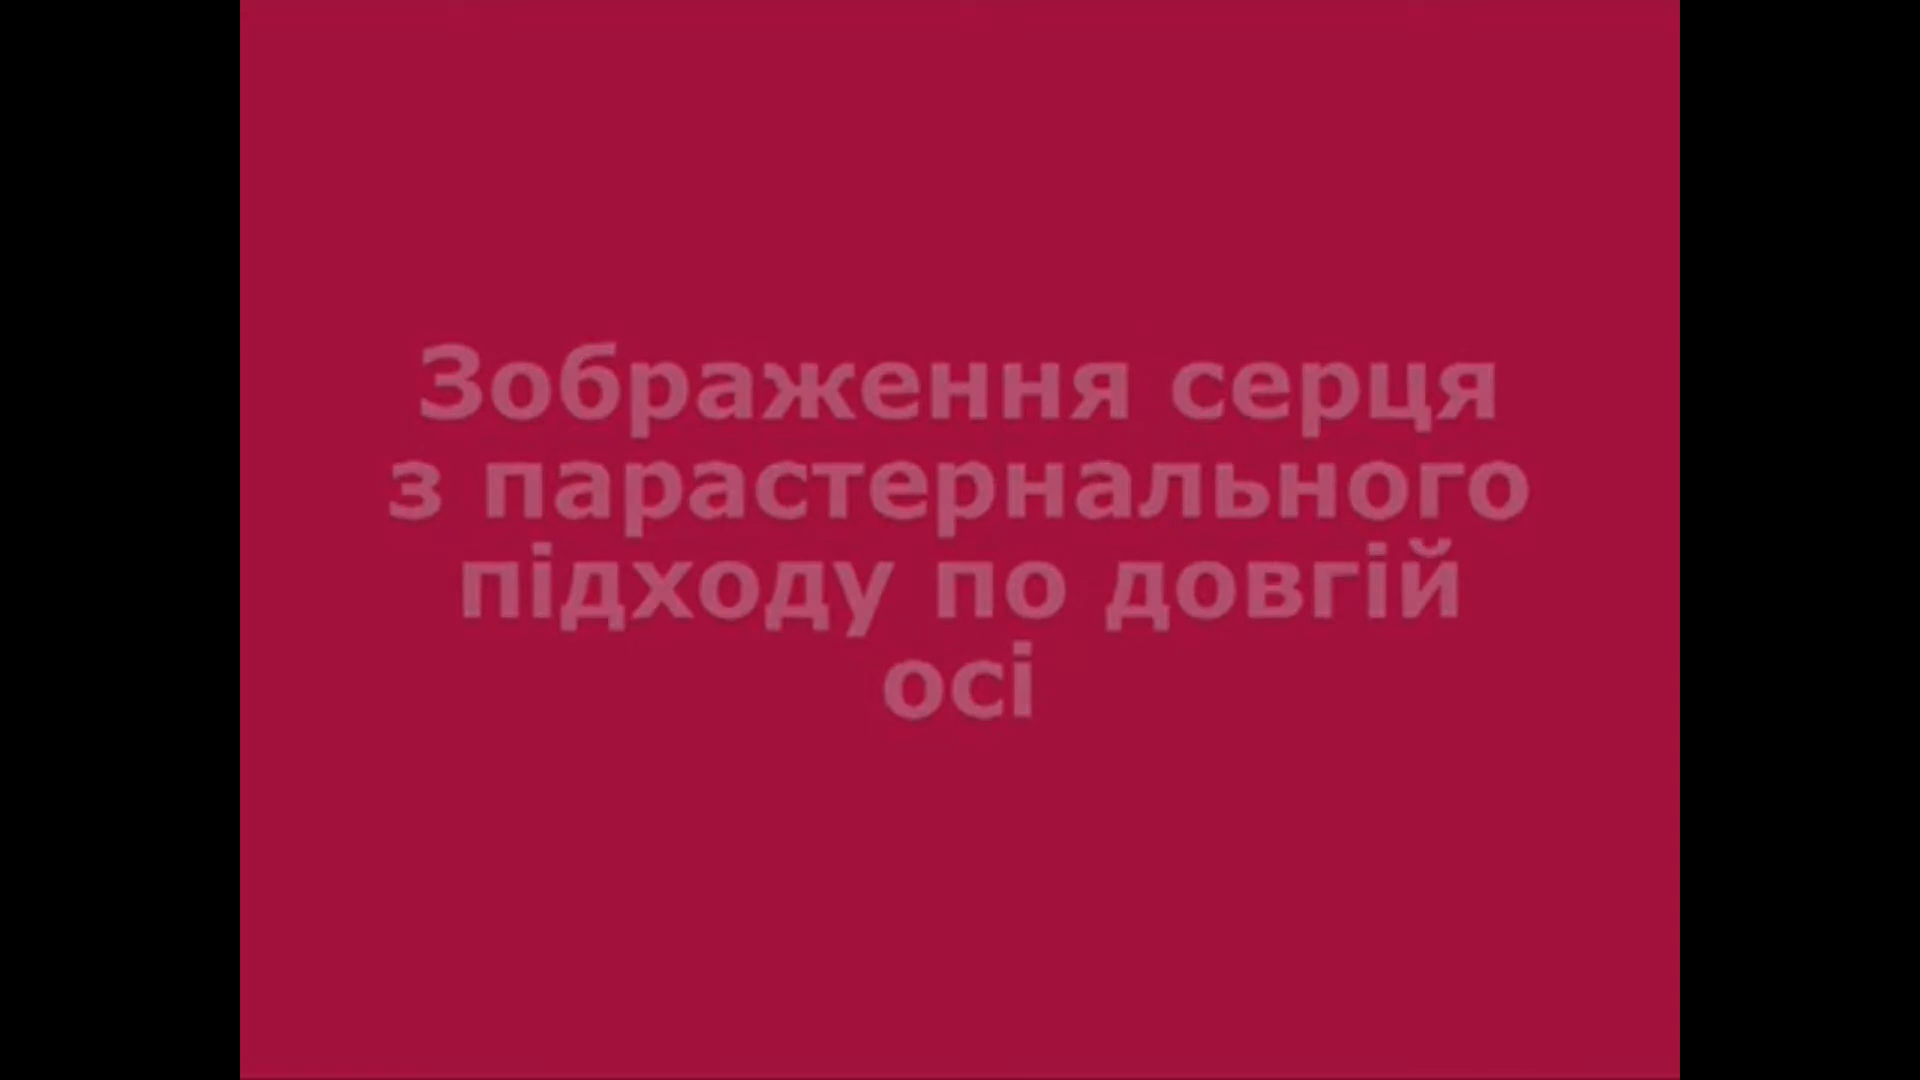 Зображення серця
з парастернального
підходу по довгій
осі